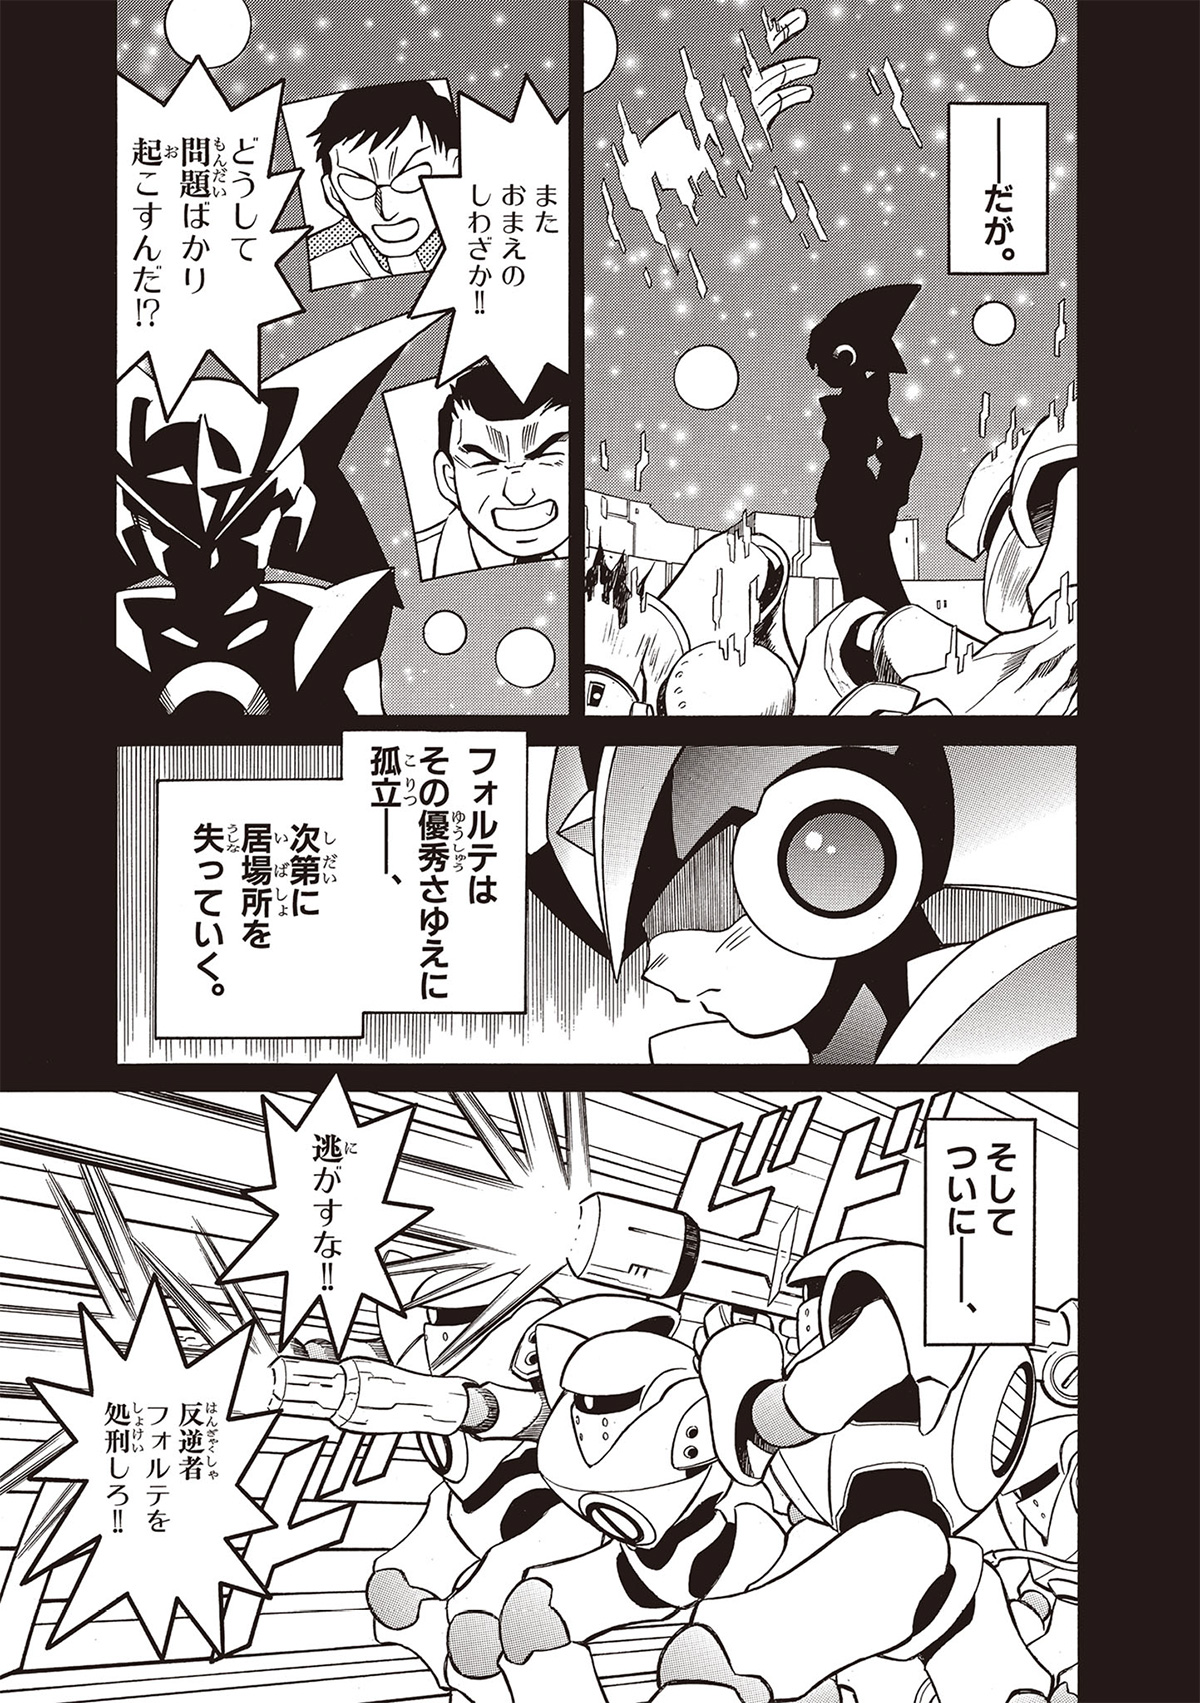 ――だが。
また
おまえの
しわざか!!
どうして
問題ばかり
起こすんだ!?
フォルテは
その優秀さゆえに
孤立――、
次第に
居場所を
失っていく。
そして
ついに――、
ドドドド
逃がすな!!
反逆者
フォルテを
処刑しろ!!